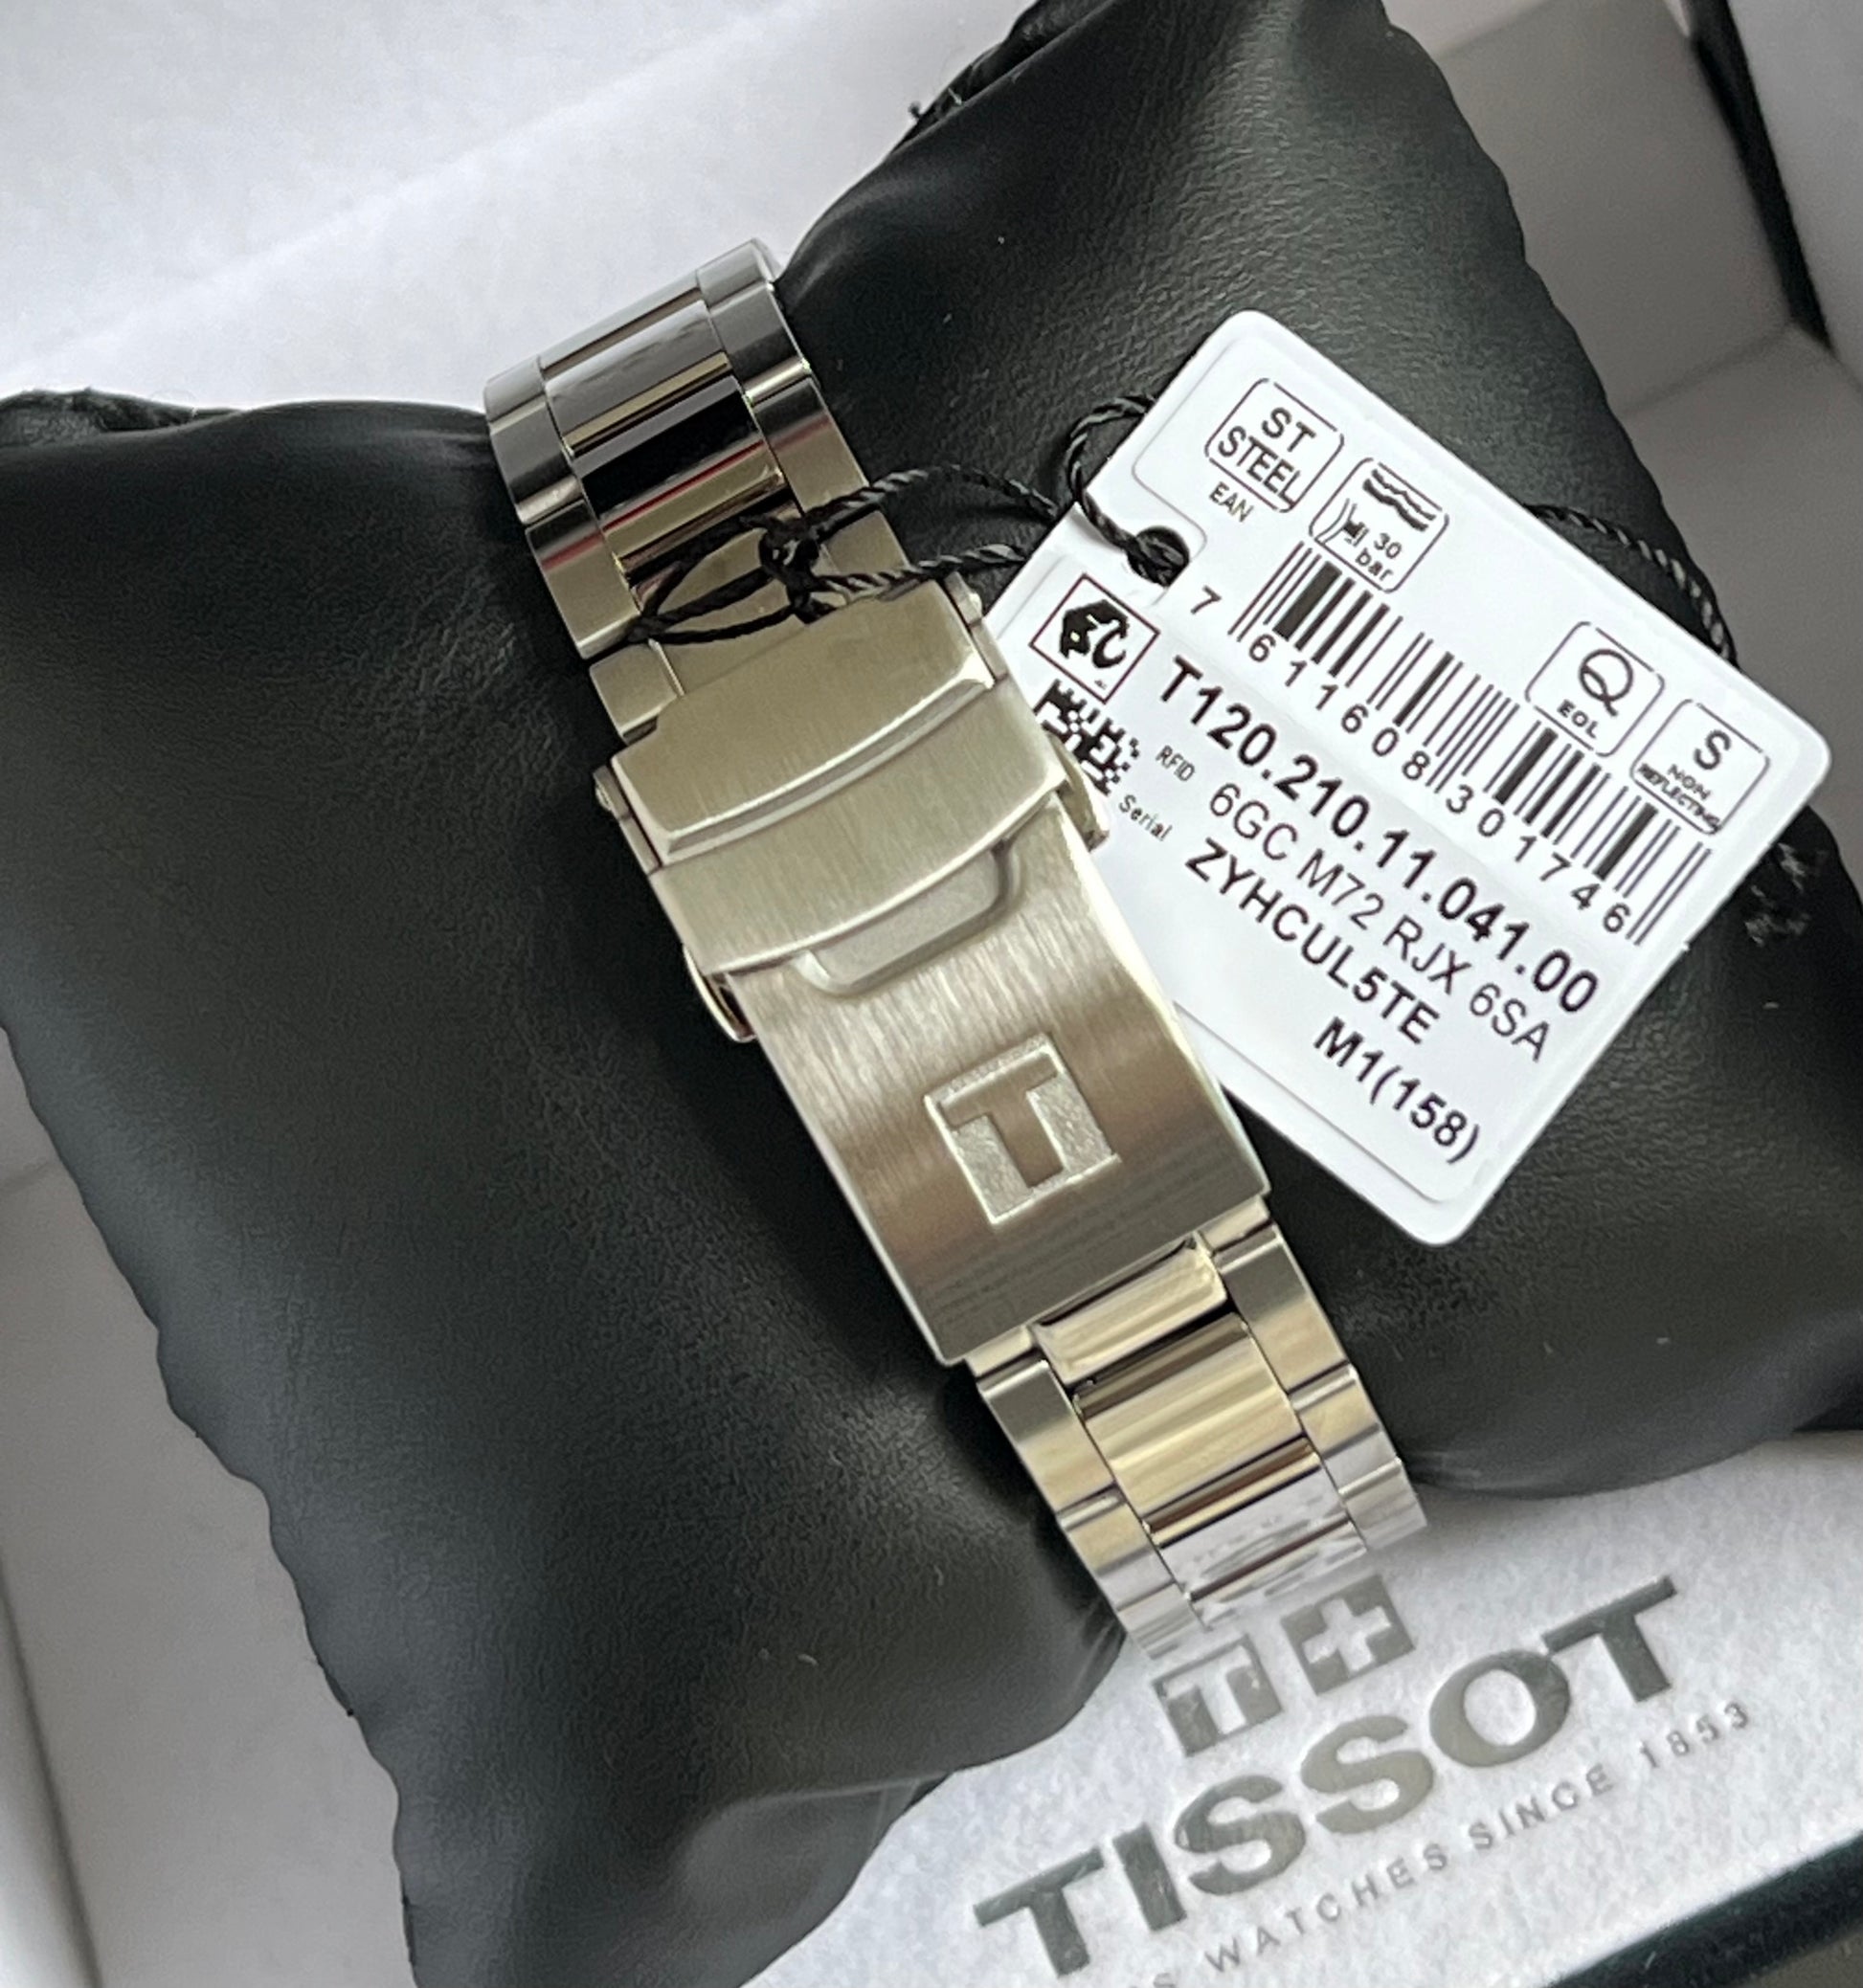 ST
STEEL
30
bar
EAN
7 611608 301746
EOL
S
NON
REFLECTING
T120.210.11.041.00
RFID 6GC M72 RJX 6SA
Serial ZYHCUL5TE
M1(158)
T
T+
TISSOT
WATCHES SINCE 1853